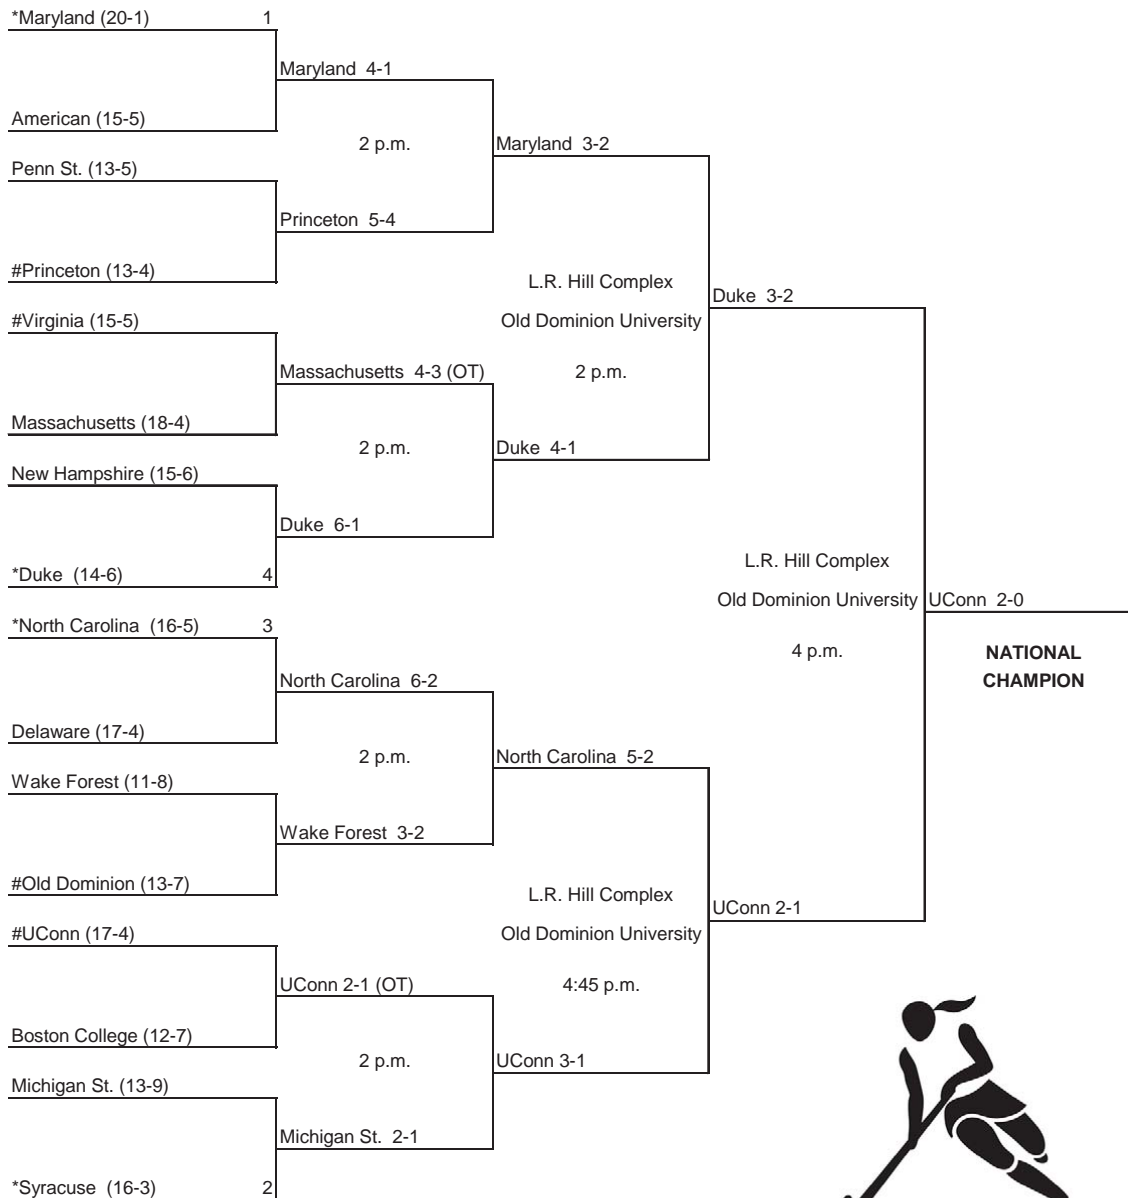 *Maryland (20-1) 1
Maryland 4-1
American (15-5)
2 p.m.
Maryland 3-2
Penn St. (13-5)
Princeton 5-4
#Princeton (13-4)
L.R. Hill Complex
Duke 3-2
#Virginia (15-5)
Old Dominion University
Massachusetts 4-3 (OT)
2 p.m.
Massachusetts (18-4)
2 p.m.
Duke 4-1
New Hampshire (15-6)
Duke 6-1
L.R. Hill Complex
*Duke (14-6) 4
Old Dominion University
UConn 2-0
*North Carolina (16-5) 3
4 p.m.
NATIONAL
CHAMPION
North Carolina 6-2
Delaware (17-4)
2 p.m.
North Carolina 5-2
Wake Forest (11-8)
Wake Forest 3-2
#Old Dominion (13-7)
L.R. Hill Complex
UConn 2-1
#UConn (17-4)
Old Dominion University
UConn 2-1 (OT)
4:45 p.m.
Boston College (12-7)
2 p.m.
UConn 3-1
Michigan St. (13-9)
Michigan St. 2-1
*Syracuse (16-3) 2